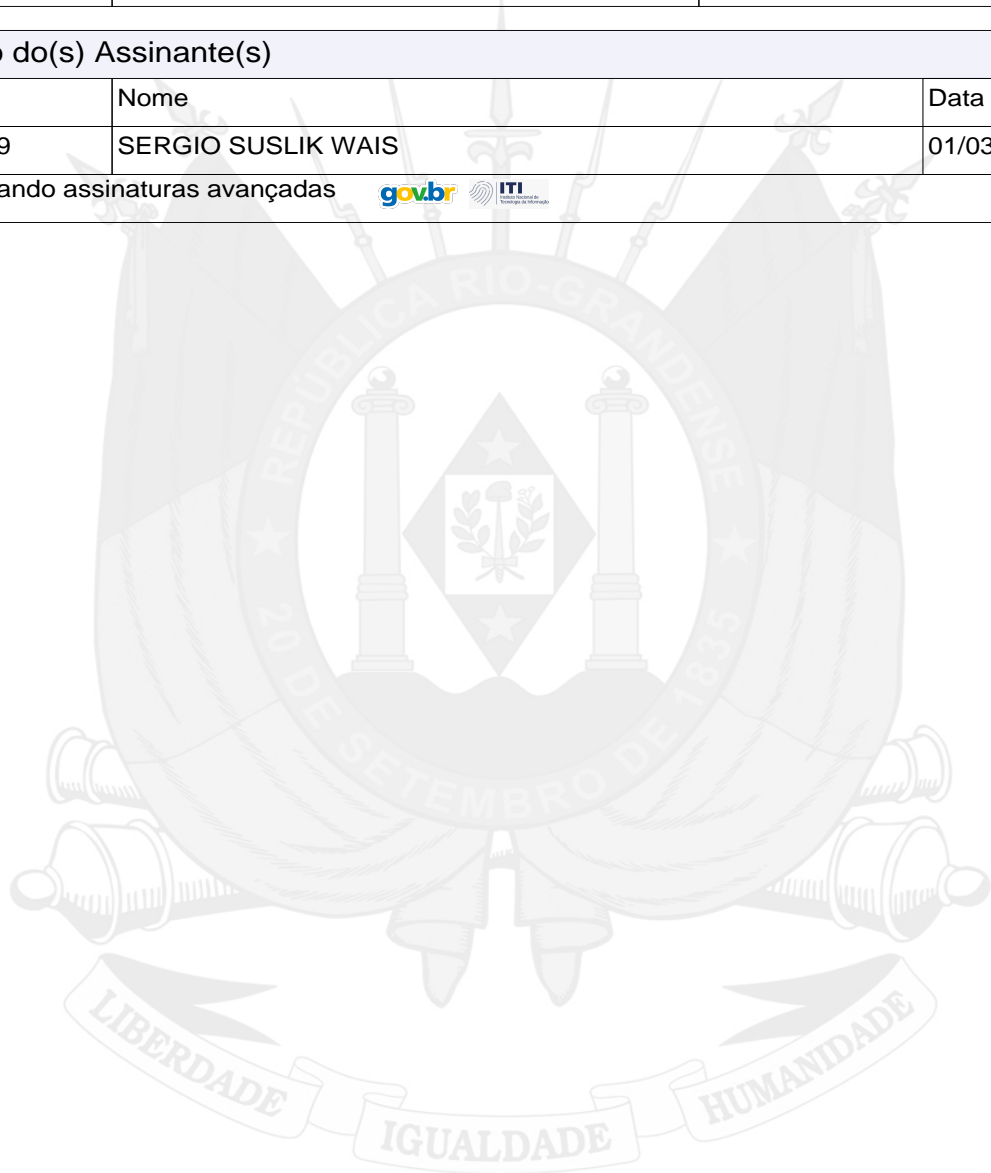 o do(s) Assinante(s)
Nome Data
9 SERGIO SUSLIK WAIS 01/03
ando assinaturas avançadas gov.br ITI
REPÚBLICA RIO-GRANDENSE
20 DE SETEMBRO DE 1835
LIBERDADE IGUALDADE HUMANIDADE